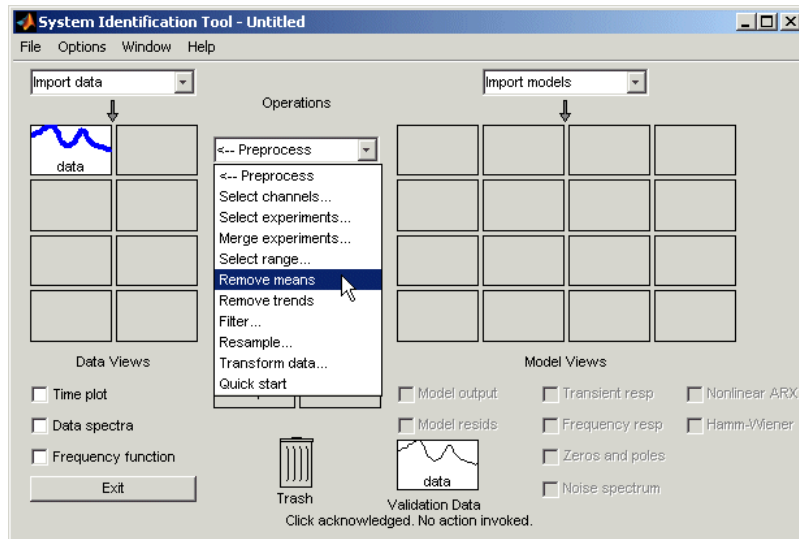 System Identification Tool - Untitled
File Options Window Help
Import data
Import models
Operations
data
<-- Preprocess
<-- Preprocess
Select channels...
Select experiments...
Merge experiments...
Select range...
Remove means
Remove trends
Filter...
Resample...
Transform data...
Quick start
Data Views
Model Views
Time plot
Model output
Transient resp
Nonlinear ARX
Data spectra
Model resids
Frequency resp
Hamm-Wiener
Frequency function
Zeros and poles
data
Exit
Noise spectrum
Trash
Validation Data
Click acknowledged. No action invoked.